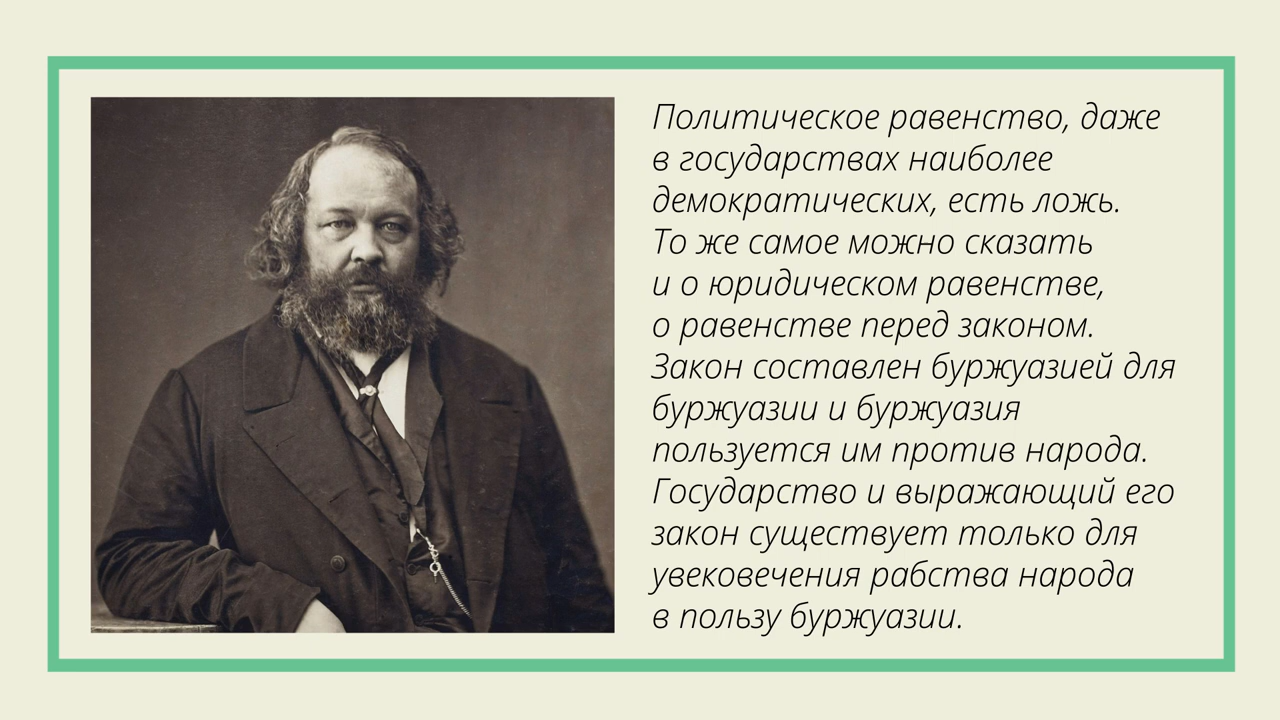 Политическое равенство, даже
в государствах наиболее
демократических, есть ложь.
То же самое можно сказать
и о юридическом равенстве,
о равенстве перед законом.
Закон составлен буржуазией для
буржуазии и буржуазия
пользуется им против народа.
Государство и выражающий его
закон существует только для
увековечения рабства народа
в пользу буржуазии.